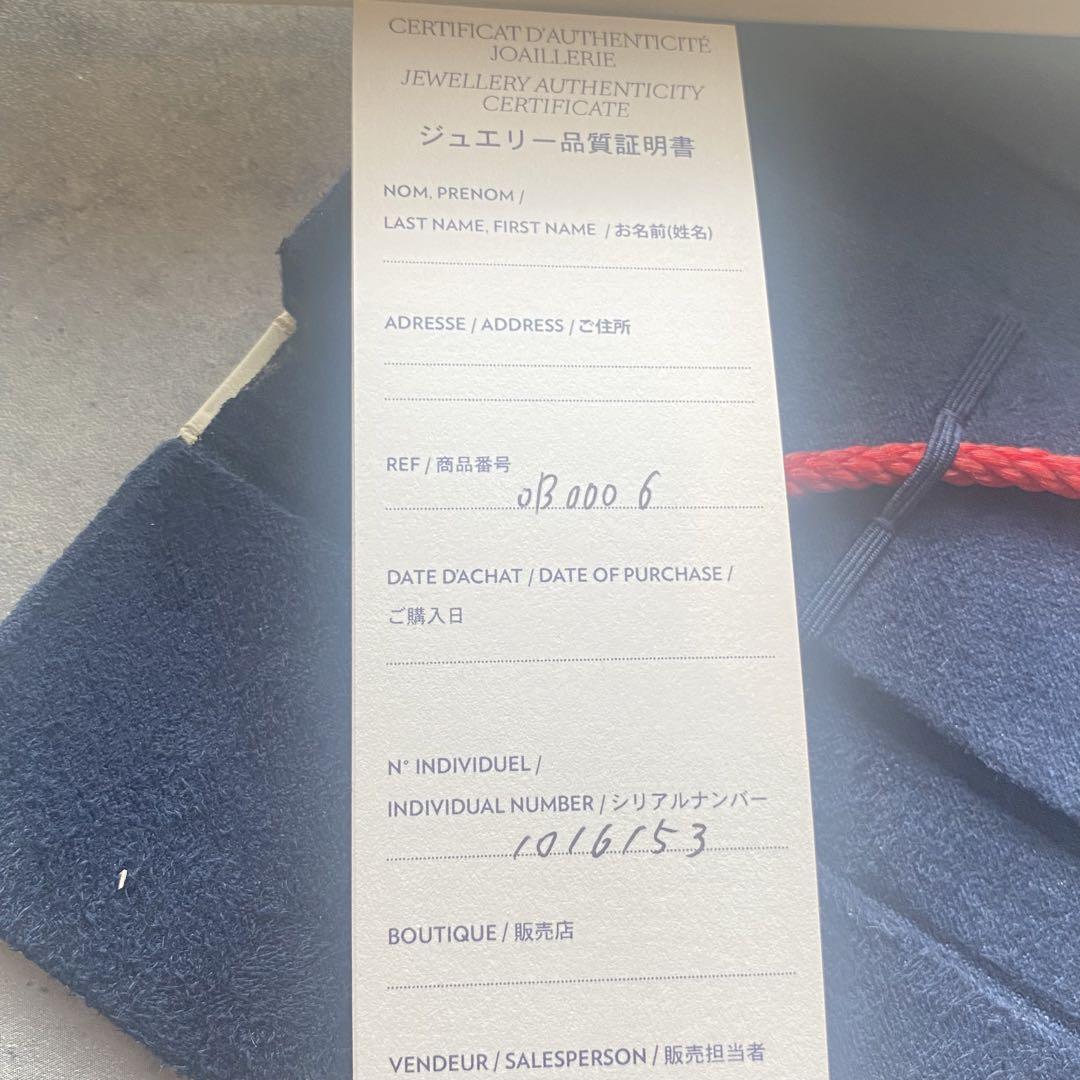 CERTIFICAT D'AUTHENTICITÉ
JOAILLERIE
JEWELLERY AUTHENTICITY
CERTIFICATE
ジュエリー品質証明書
NOM, PRENOM /
LAST NAME, FIRST NAME / お名前(姓名)
ADRESSE / ADDRESS / ご住所
REF / 商品番号
0B0006
DATE D'ACHAT / DATE OF PURCHASE /
ご購入日
N° INDIVIDUEL /
INDIVIDUAL NUMBER / シリアルナンバー
1016153
BOUTIQUE / 販売店
VENDEUR / SALESPERSON / 販売担当者